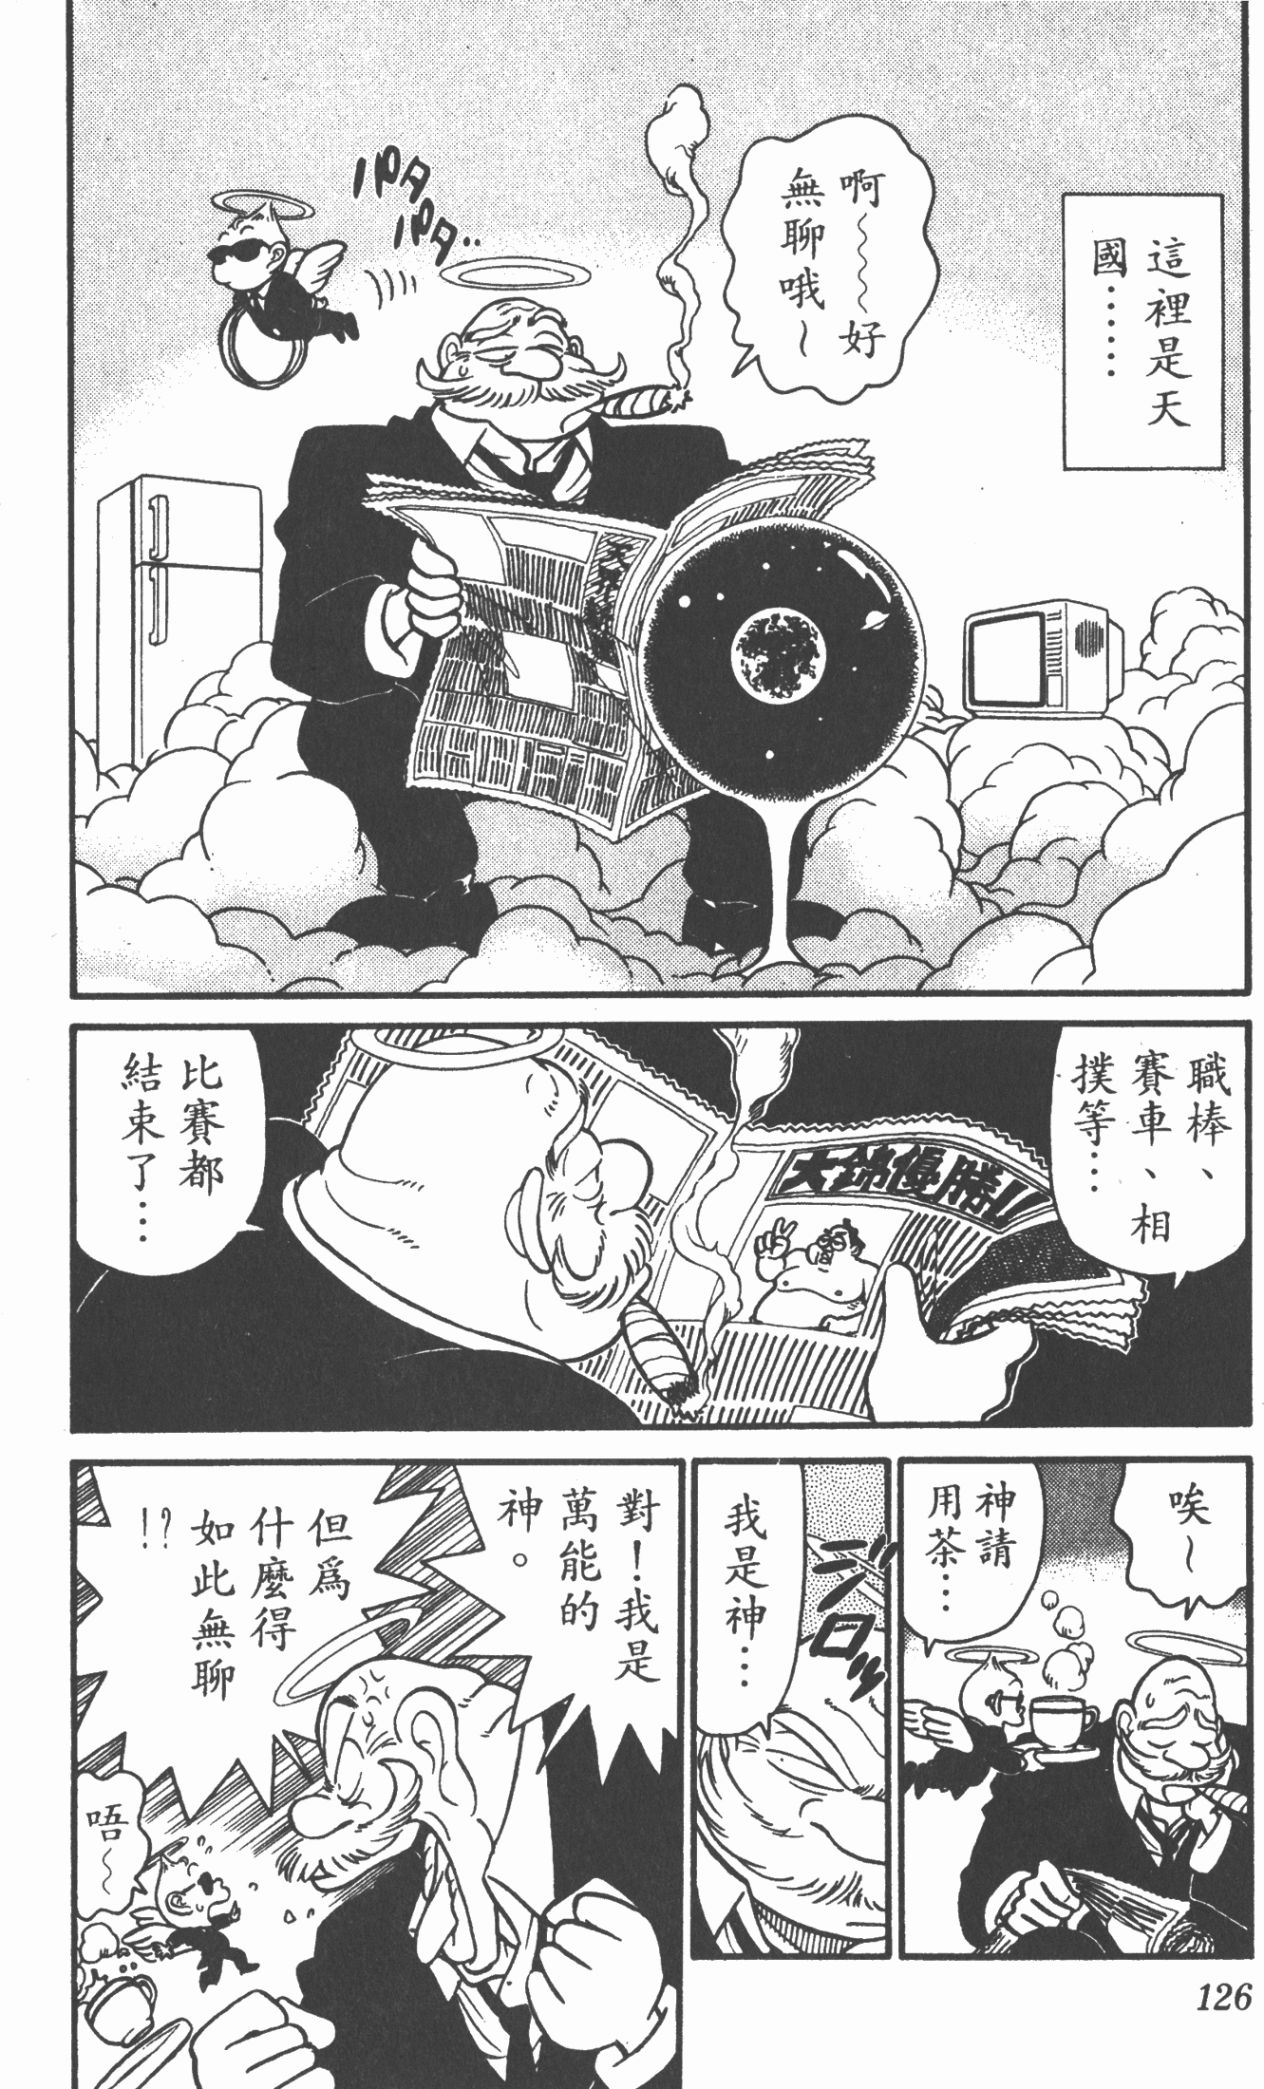 這裡是天
國……
啊～～～好
無聊哦～
パタ
パタ‥
職棒、
賽車、相
撲等…
大錦優勝!!
比賽都
結束了…
唉～
神請
用茶…
我是神…
ジロッ
對！我是
萬能的
神。
但爲
什麼得
如此無聊
!?
唔～
126